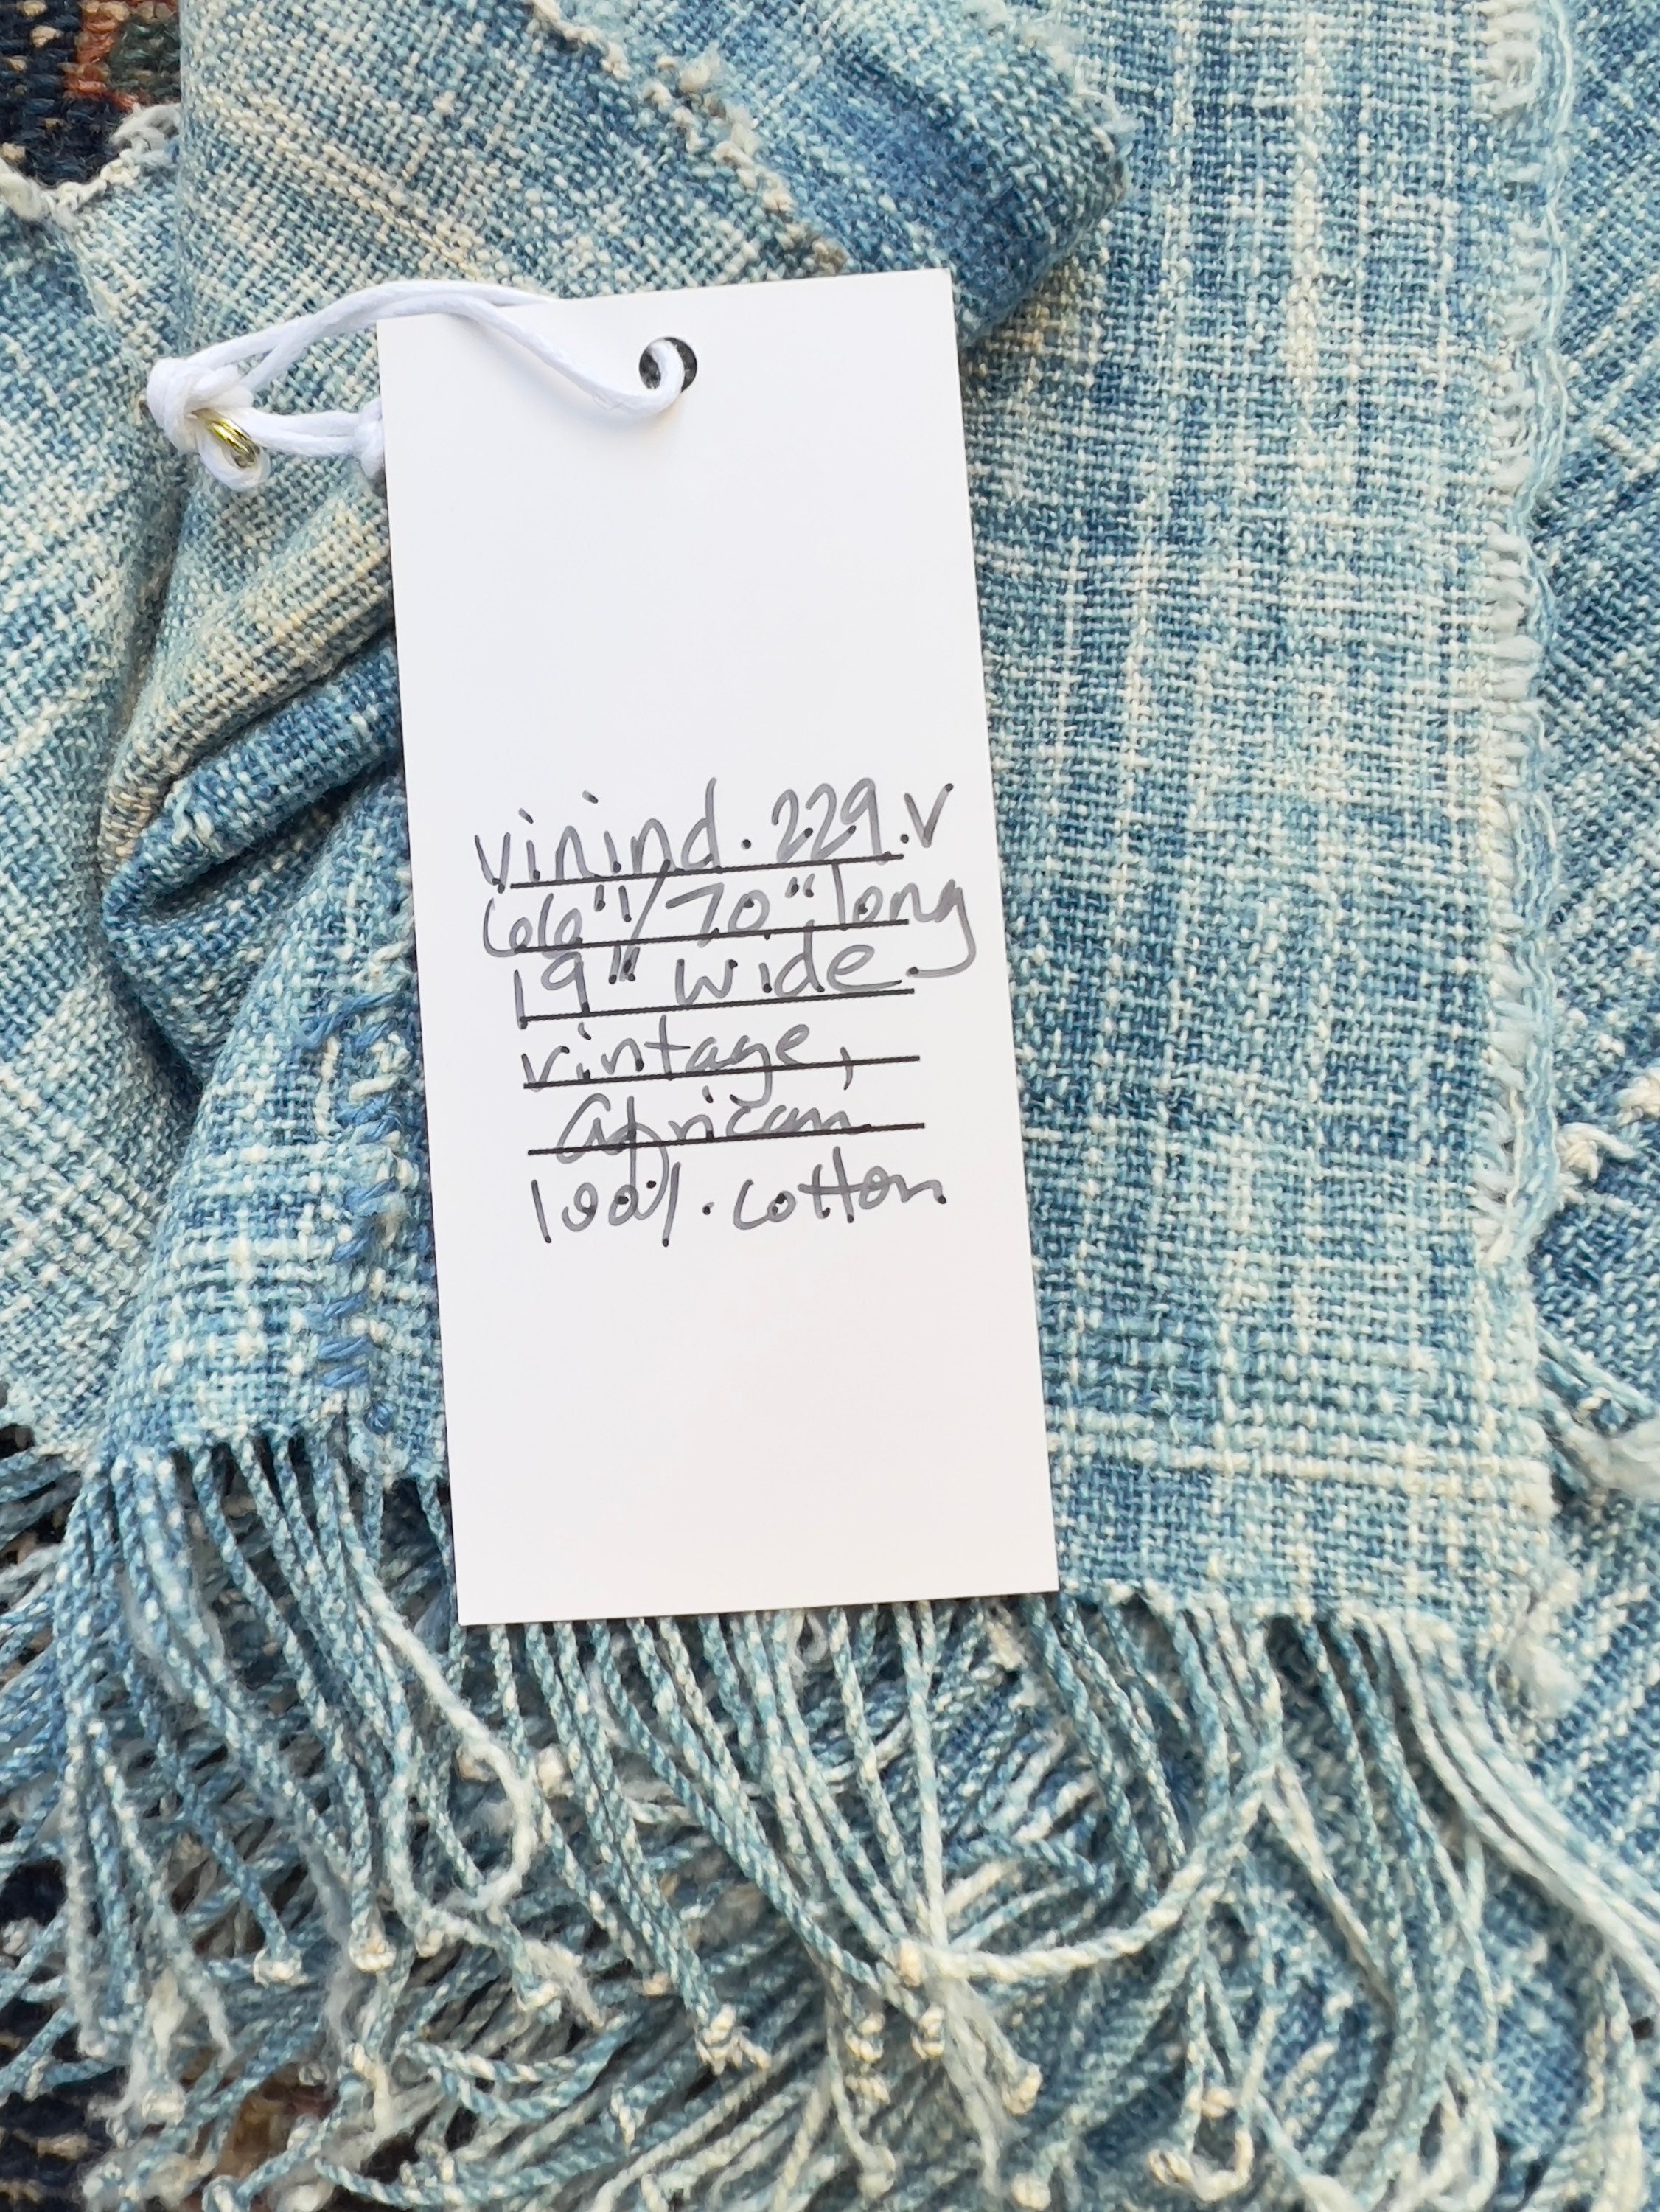 vinind.229.v
66"/70" long
19" wide
vintage,
African,
100%. cotton